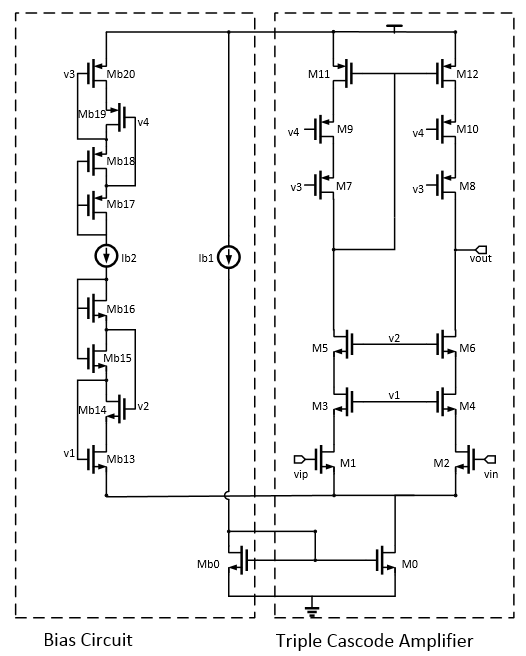 v3
Mb20
M11
M12
Mb19
v4
v4
M9
v4
M10
Mb18
v3
M7
v3
M8
Mb17
Ib2
Ib1
vout
Mb16
M5
v2
M6
Mb15
v1
Mb14
v2
M3
M4
v1
Mb13
vip
M1
M2
vin
Mb0
M0
Bias Circuit
Triple Cascode Amplifier